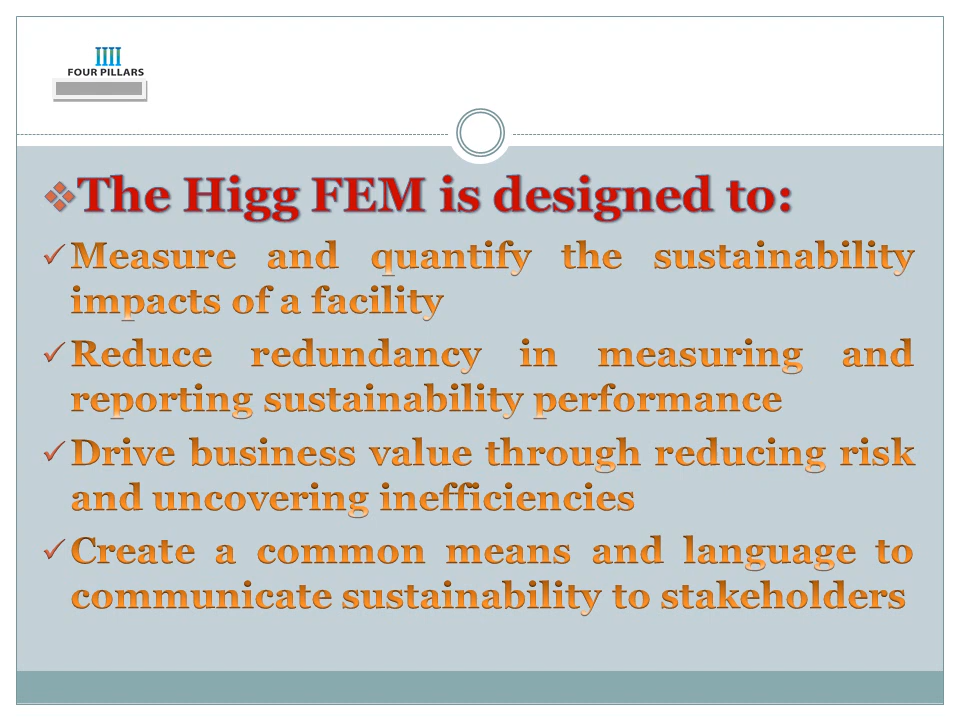 FOUR PILLARS
The Higg FEM is designed to:
Measure and quantify the sustainability
impacts of a facility
Reduce redundancy in measuring and
reporting sustainability performance
Drive business value through reducing risk
and uncovering inefficiencies
Create a common means and language to
communicate sustainability to stakeholders